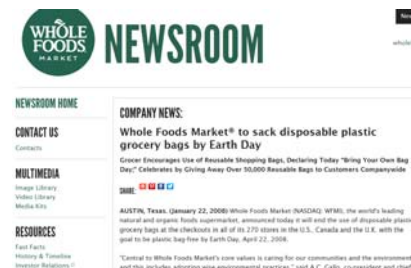 WHOLE
FOODS
MARKET
NEWSROOM
NEWSROOM HOME
CONTACT US
Contacts
MULTIMEDIA
Image Library
Video Library
Media Kits
RESOURCES
Fast Facts
History & Timeline
Investor Relations
COMPANY NEWS:
Whole Foods Market® to sack disposable plastic
grocery bags by Earth Day
Grocer Encourages Use of Reusable Shopping Bags, Declaring Today "Bring Your Own Bag
Day;" Celebrates by Giving Away Over 50,000 Reusable Bags to Customers Companywide
SHARE:
AUSTIN, Texas. (January 22, 2008) Whole Foods Market (NASDAQ: WFMI), the world's leading
natural and organic foods supermarket, announced today it will end the use of disposable plastic
grocery bags at the checkouts in all of its 270 stores in the U.S., Canada and the U.K. with the
goal to be plastic bag-free by Earth Day, April 22, 2008.
"Central to Whole Foods Market's core values is caring for our communities and the environment,